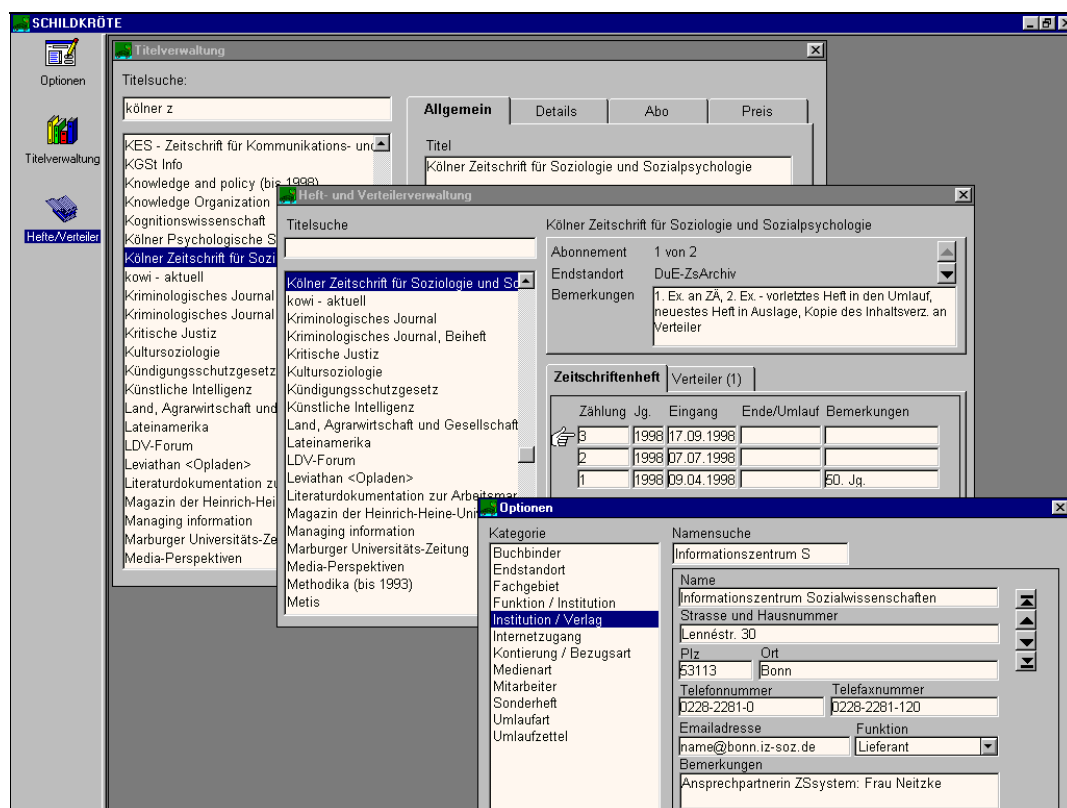 SCHILDKRÖTE
Optionen
Titelverwaltung
Hefte/Verteiler
Titelverwaltung
Titelsuche:
kölner z
KES - Zeitschrift für Kommunikations- und
KGSt Info
Knowledge and policy (bis 1998)
Knowledge Organization
Kognitionswissenschaft
Kölner Psychologische S
Kölner Zeitschrift für Sozi
kowi - aktuell
Kriminologisches Journal
Kriminologisches Journal
Kritische Justiz
Kultursoziologie
Kündigungsschutzgesetz
Künstliche Intelligenz
Land, Agrarwirtschaft und
Lateinamerika
LDV-Forum
Leviathan <Opladen>
Literaturdokumentation zu
Magazin der Heinrich-Hei
Managing information
Marburger Universitäts-Ze
Media-Perspektiven
Allgemein Details Abo Preis
Titel
Kölner Zeitschrift für Soziologie und Sozialpsychologie
Heft- und Verteilerverwaltung
Titelsuche
Kölner Zeitschrift für Soziologie und So
kowi - aktuell
Kriminologisches Journal
Kriminologisches Journal, Beiheft
Kritische Justiz
Kultursoziologie
Kündigungsschutzgesetz
Künstliche Intelligenz
Land, Agrarwirtschaft und Gesellschaft
Lateinamerika
LDV-Forum
Leviathan <Opladen>
Literaturdokumentation zur Arbeitsmar
Magazin der Heinrich-Heine-Univ
Managing information
Marburger Universitäts-Zeitung
Media-Perspektiven
Methodika (bis 1993)
Metis
Kölner Zeitschrift für Soziologie und Sozialpsychologie
Abonnement 1 von 2
Endstandort DuE-ZsArchiv
Bemerkungen 1. Ex. an ZÄ, 2. Ex. - vorletztes Heft in den Umlauf,
neuestes Heft in Auslage, Kopie des Inhaltsverz. an
Verteiler
Zeitschriftenheft Verteiler (1)
Zählung Jg. Eingang Ende/Umlauf Bemerkungen
3 1998 17.09.1998
2 1998 07.07.1998
1 1998 09.04.1998 50. Jg.
Optionen
Kategorie
Buchbinder
Endstandort
Fachgebiet
Funktion / Institution
Institution / Verlag
Internetzugang
Kontierung / Bezugsart
Medienart
Mitarbeiter
Sonderheft
Umlaufart
Umlaufzettel
Namensuche
Informationszentrum S
Name
Informationszentrum Sozialwissenschaften
Strasse und Hausnummer
Lennéstr. 30
Plz Ort
53113 Bonn
Telefonnummer Telefaxnummer
0228-2281-0 0228-2281-120
Emailadresse Funktion
name@bonn.iz-soz.de Lieferant
Bemerkungen
Ansprechpartnerin ZSsystem: Frau Neitzke